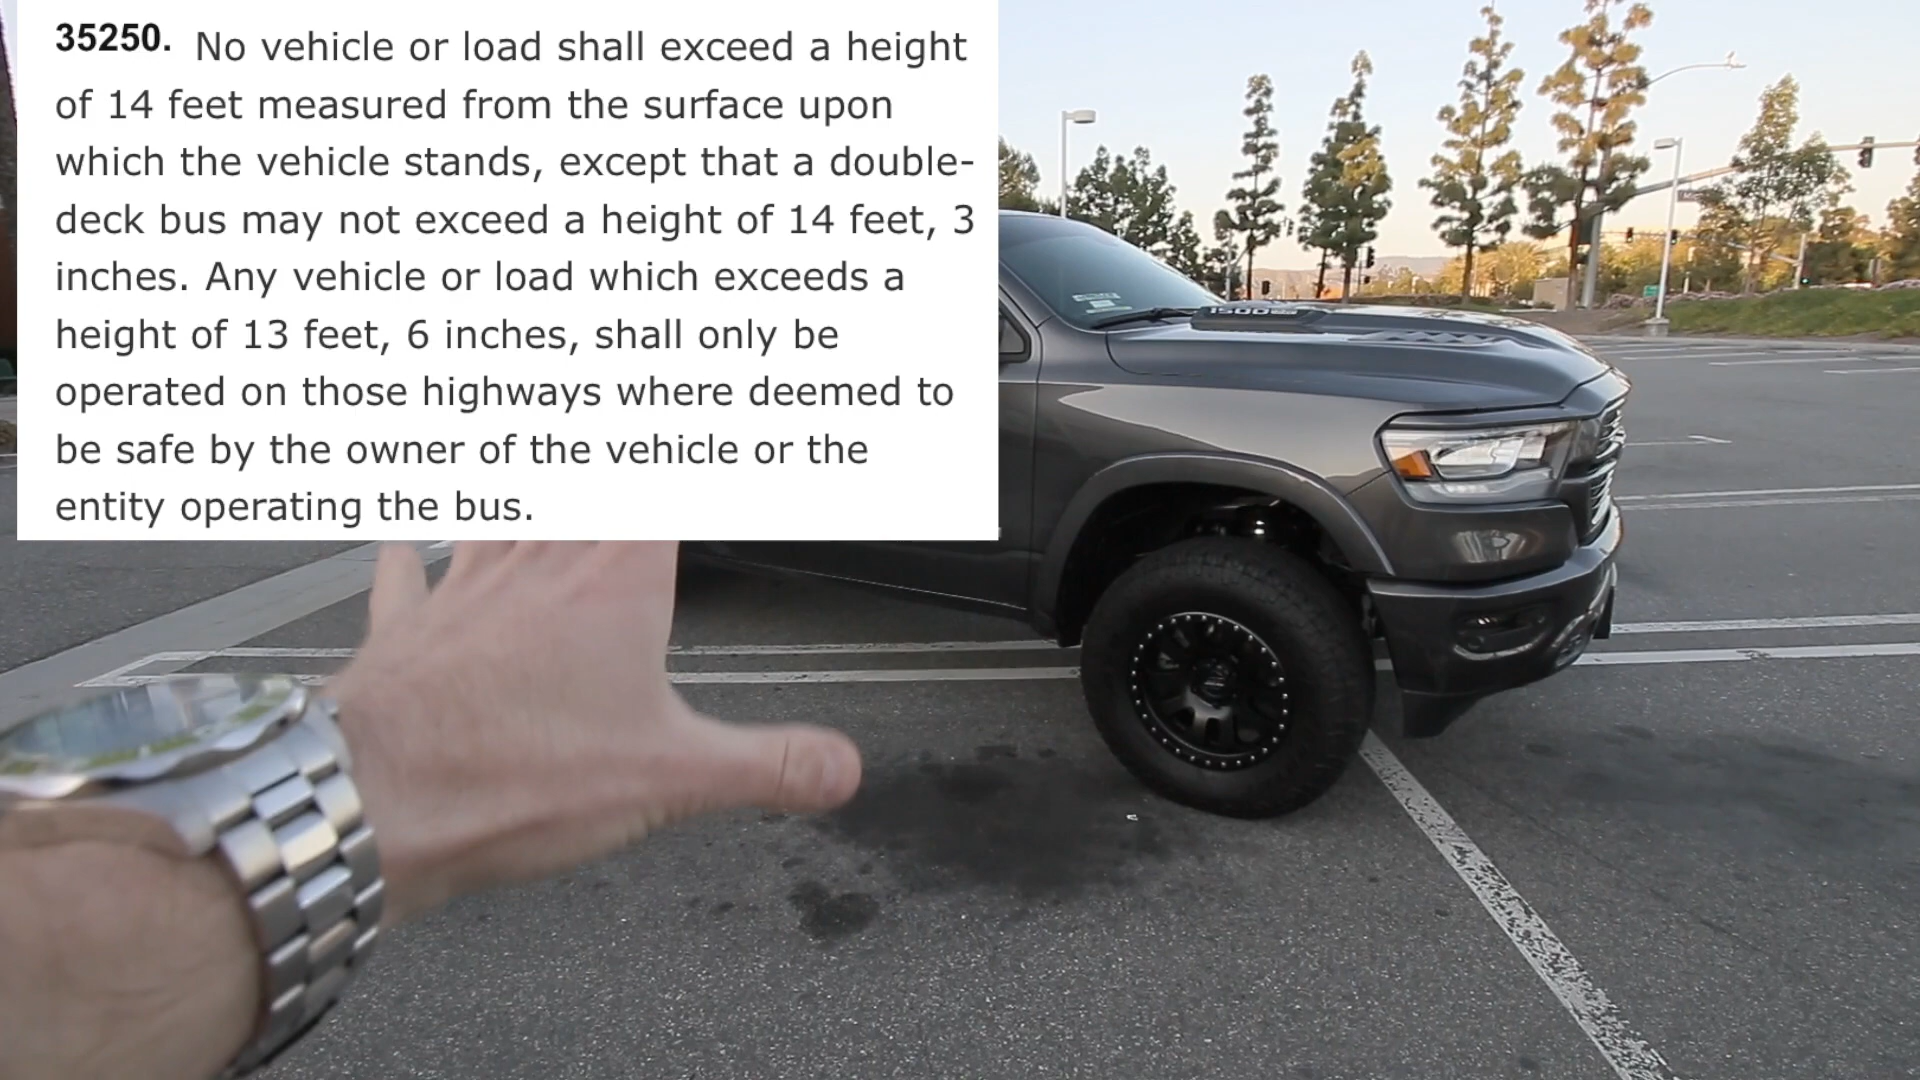 35250. No vehicle or load shall exceed a height
of 14 feet measured from the surface upon
which the vehicle stands, except that a double-
deck bus may not exceed a height of 14 feet, 3
inches. Any vehicle or load which exceeds a
height of 13 feet, 6 inches, shall only be
operated on those highways where deemed to
be safe by the owner of the vehicle or the
entity operating the bus.
1500